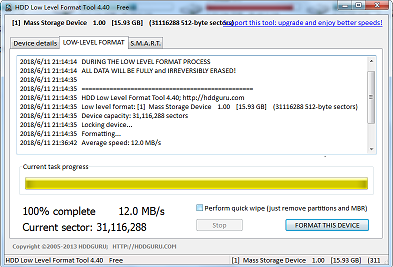 HDD Low Level Format Tool 4.40    Free
[1]  Mass Storage Device   1.00   [15.93 GB]   (31116288 512-byte sectors)
Support this tool: upgrade and enjoy better speeds!
Device details   LOW-LEVEL FORMAT   S.M.A.R.T.
2018/6/11 21:14:14   DURING THE LOW LEVEL FORMAT PROCESS
2018/6/11 21:14:14   ALL DATA WILL BE FULLY and IRREVERSIBLY ERASED!
2018/6/11 21:14:35
2018/6/11 21:14:35   ================================================
2018/6/11 21:14:35   HDD Low Level Format Tool 4.40; http://hddguru.com
2018/6/11 21:14:35   Low-level format device: [1]  Mass Storage Device   1.00   [15.93 GB]   (31116288 512-byte sectors)
2018/6/11 21:14:35   Device capacity: 31,116,288 sectors
2018/6/11 21:14:35   Locking device...
2018/6/11 21:14:35   Formatting...
2018/6/11 21:36:42   Average speed: 12.0 MB/s
Current task progress
100% complete    12.0 MB/s
Perform quick wipe (just remove partitions and MBR)
Current sector: 31,116,288
Stop   FORMAT THIS DEVICE
Copyright ©2005-2013 HDDGURU;   HTTP://HDDGURU.COM
HDD Low Level Format Tool 4.40    Free   [1]  Mass Storage Device   1.00   [15.93 GB]   (311